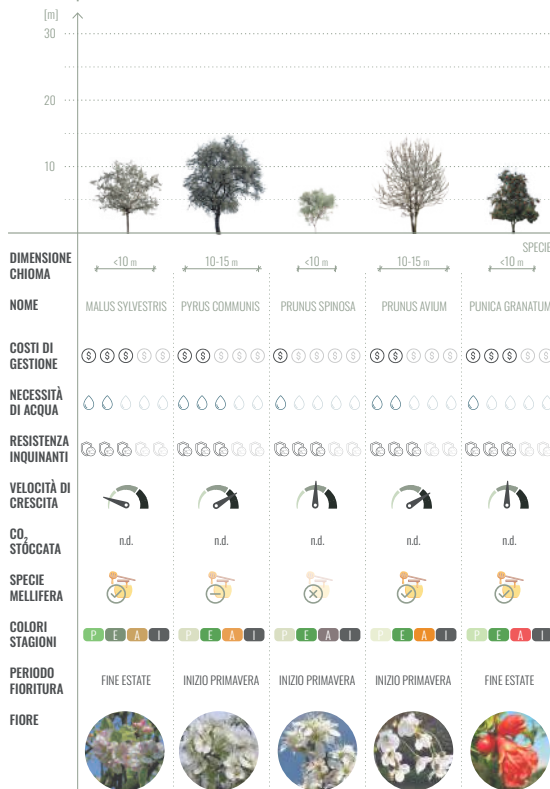 [m]
30
20
10
SPECIE
DIMENSIONE
CHIOMA
<10 m
10-15 m
<10 m
10-15 m
<10 m
NOME
MALUS SYLVESTRIS
PYRUS COMMUNIS
PRUNUS SPINOSA
PRUNUS AVIUM
PUNICA GRANATUM
COSTI DI
GESTIONE
$ $ $ $ $
$ $ $ $ $
$ $ $ $ $
$ $ $ $ $
$ $ $ $ $
NECESSITÀ
DI ACQUA
RESISTENZA
INQUINANTI
VELOCITÀ DI
CRESCITA
CO2
STOCCATA
n.d.
n.d.
n.d.
n.d.
n.d.
SPECIE
MELLIFERA
COLORI
STAGIONI
P E A I
P E A I
P E A I
P E A I
P E A I
PERIODO
FIORITURA
FINE ESTATE
INIZIO PRIMAVERA
INIZIO PRIMAVERA
INIZIO PRIMAVERA
FINE ESTATE
FIORE